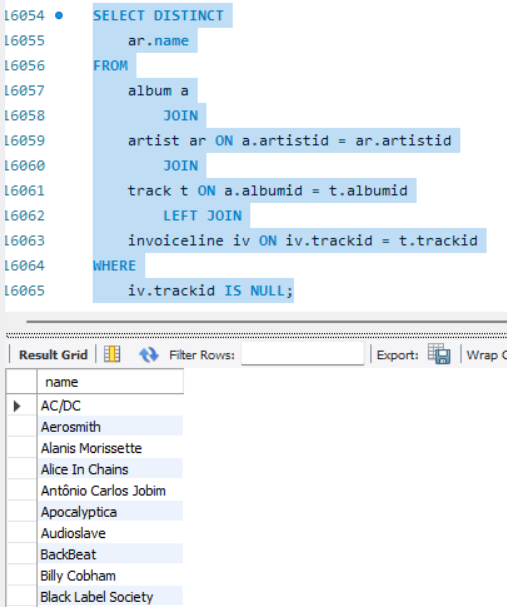 16054 SELECT DISTINCT
16055 ar.name
16056 FROM
16057 album a
16058 JOIN
16059 artist ar ON a.artistid = ar.artistid
16060 JOIN
16061 track t ON a.albumid = t.albumid
16062 LEFT JOIN
16063 invoiceline iv ON iv.trackid = t.trackid
16064 WHERE
16065 iv.trackid IS NULL;
Result Grid Filter Rows: Export: Wrap C
name
AC/DC
Aerosmith
Alanis Morissette
Alice In Chains
Antônio Carlos Jobim
Apocalyptica
Audioslave
BackBeat
Billy Cobham
Black Label Society